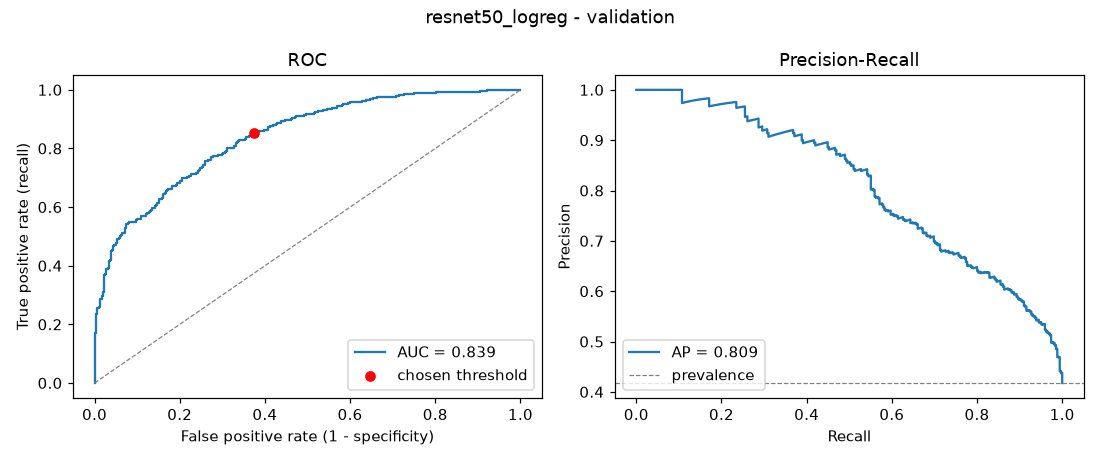 resnet50_logreg - validation
ROC
True positive rate (recall)
1.0
0.8
0.6
0.4
0.2
0.0
0.0 0.2 0.4 0.6 0.8 1.0
False positive rate (1 - specificity)
AUC = 0.839
chosen threshold
Precision-Recall
Precision
1.0
0.9
0.8
0.7
0.6
0.5
0.4
0.0 0.2 0.4 0.6 0.8 1.0
Recall
AP = 0.809
prevalence